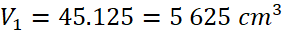 V₁ = 45.125 = 5 625 cm³